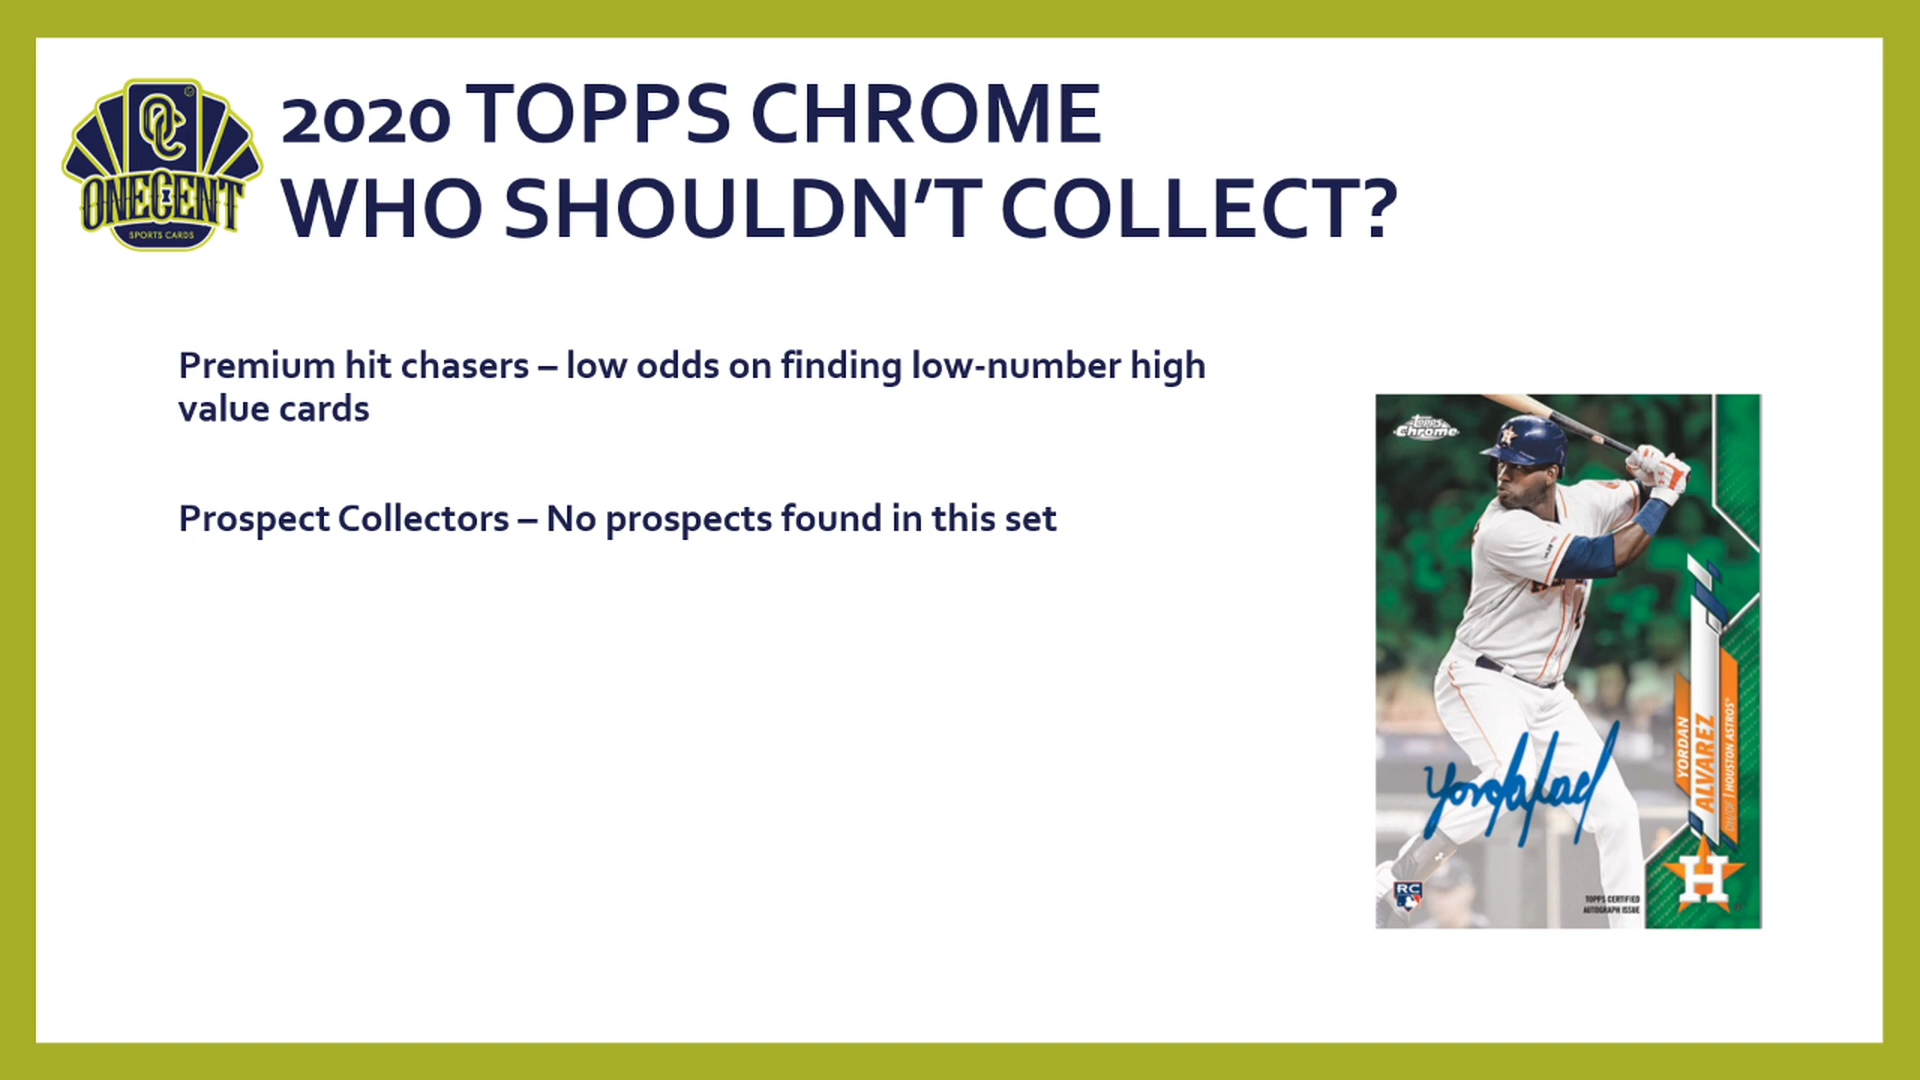 2020 TOPPS CHROME
WHO SHOULDN'T COLLECT?
OC
ONECENT
SPORTS CARDS
Premium hit chasers – low odds on finding low-number high
value cards
Prospect Collectors – No prospects found in this set
TOPPS
Chrome
YORDAN
ALVAREZ
HOUSTON ASTROS
Yordan
RC
TOPPS CERTIFIED
AUTOGRAPH ISSUE
H